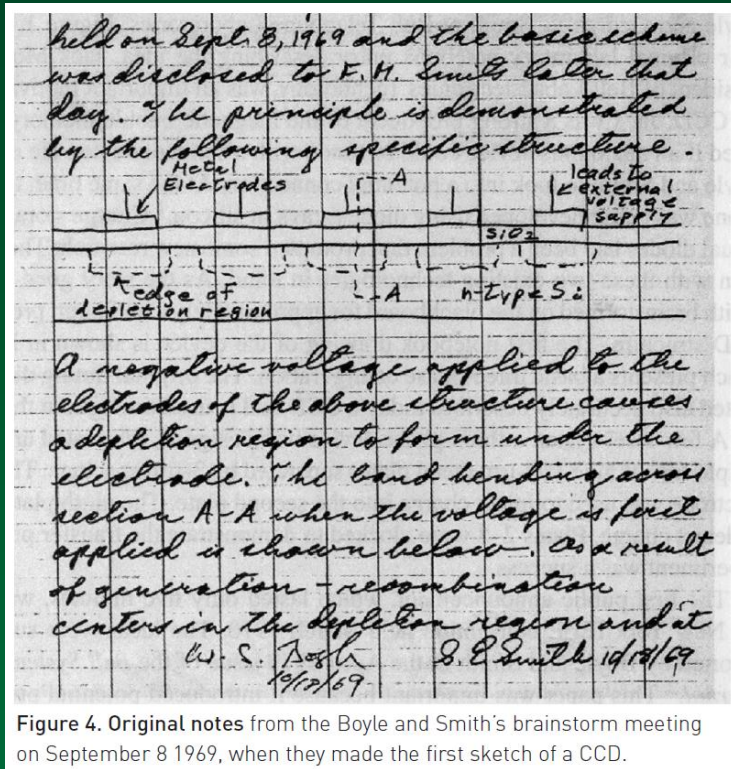 held on Sept. 8, 1969 and the basic scheme
was disclosed to F. M. Smits later that
day. The principle is demonstrated
by the following specific structure
Metal
Electrodes
A
leads to
external
voltage
supply
SiO2
edge of
depletion region
A
n-type Si
A negative voltage applied to the
electrodes of the above structure causes
a depletion region to form under the
electrode. The band bending across
section A-A when the voltage is first
applied is shown below. As a result
of generation - recombination
centers in the depletion region and at
W. S. Boyle
10/19/69
G E Smith 10/19/69
Figure 4. Original notes from the Boyle and Smith's brainstorm meeting
on September 8 1969, when they made the first sketch of a CCD.